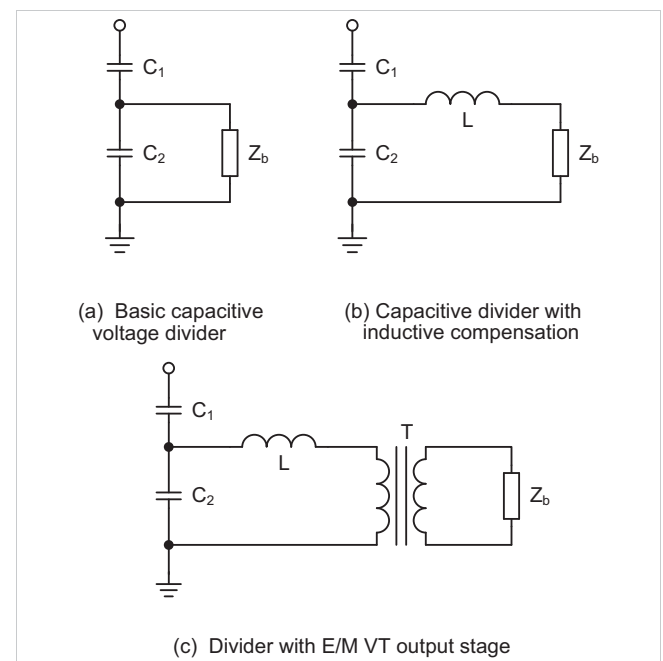 C1
C2
Zb
(a) Basic capacitive
voltage divider
C1
L
C2
Zb
(b) Capacitive divider with
inductive compensation
C1
T
L
C2
Zb
(c) Divider with E/M VT output stage